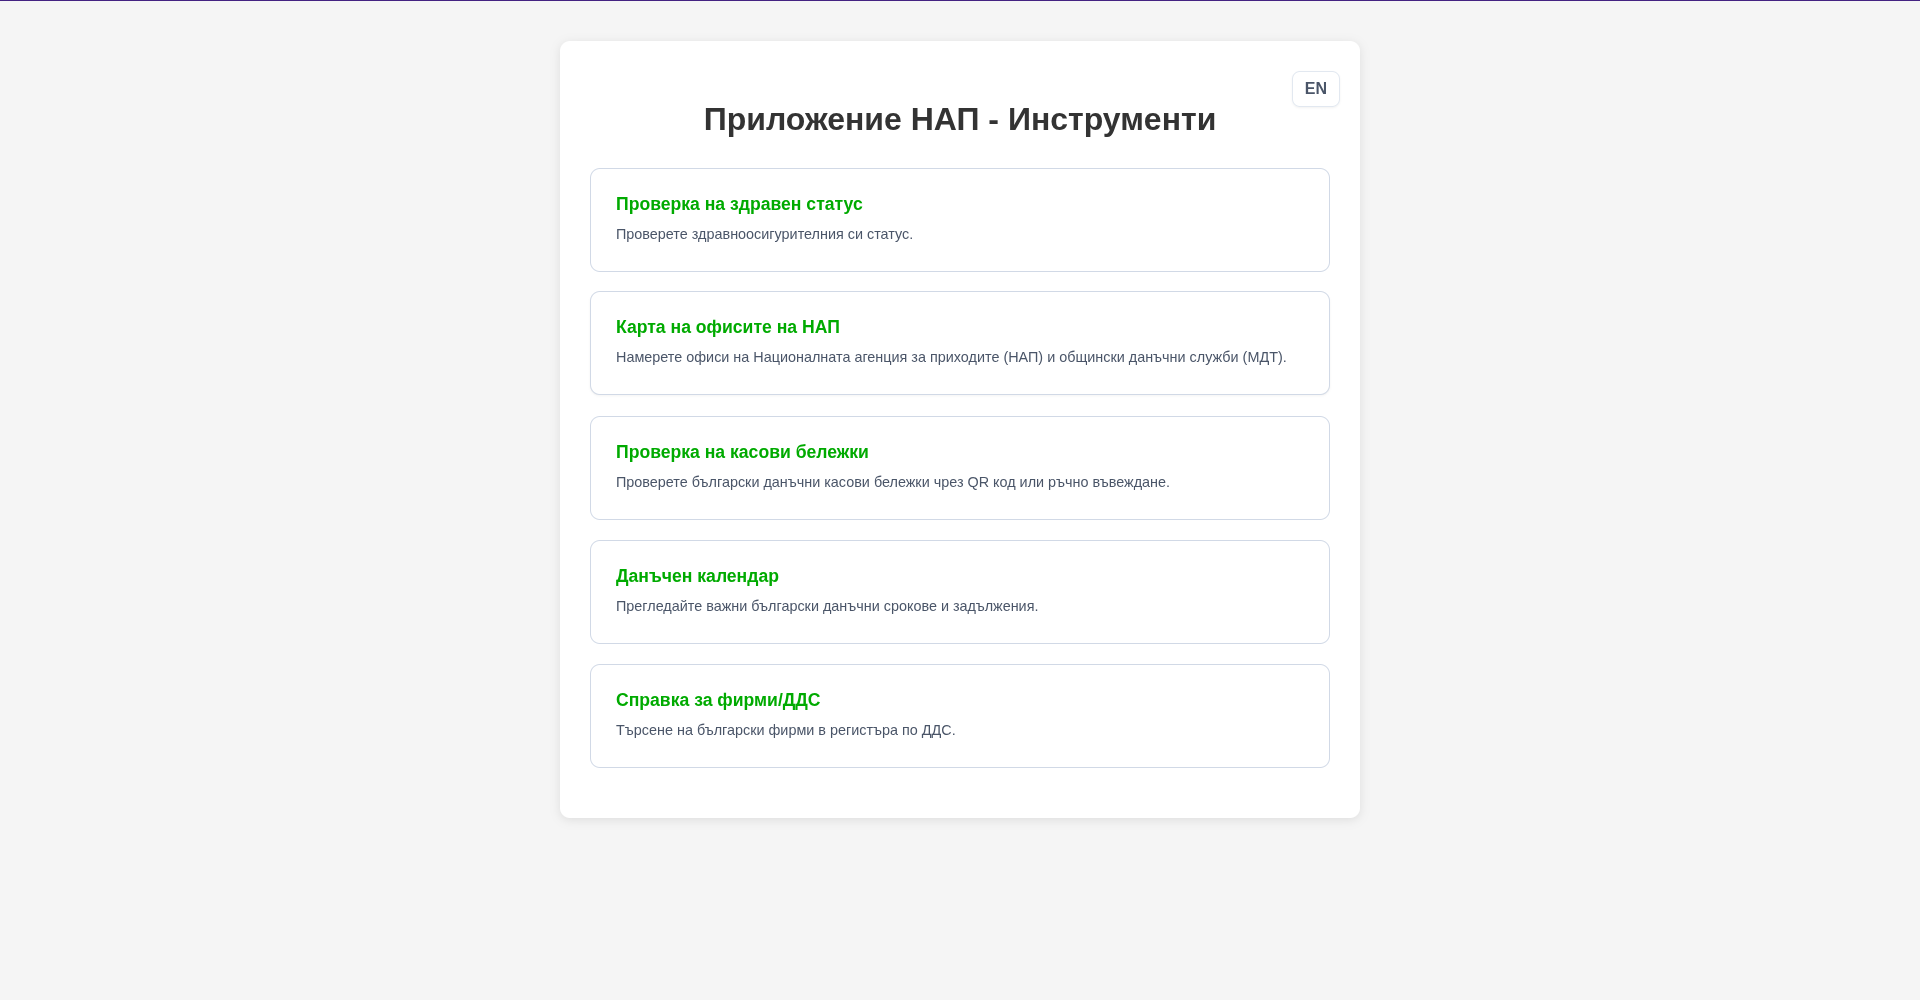 EN
Приложение НАП - Инструменти
Проверка на здравен статус
Проверете здравноосигурителния си статус.
Карта на офисите на НАП
Намерете офиси на Националната агенция за приходите (НАП) и общински данъчни служби (МДТ).
Проверка на касови бележки
Проверете български данъчни касови бележки чрез QR код или ръчно въвеждане.
Данъчен календар
Прегледайте важни български данъчни срокове и задължения.
Справка за фирми/ДДС
Търсене на български фирми в регистъра по ДДС.